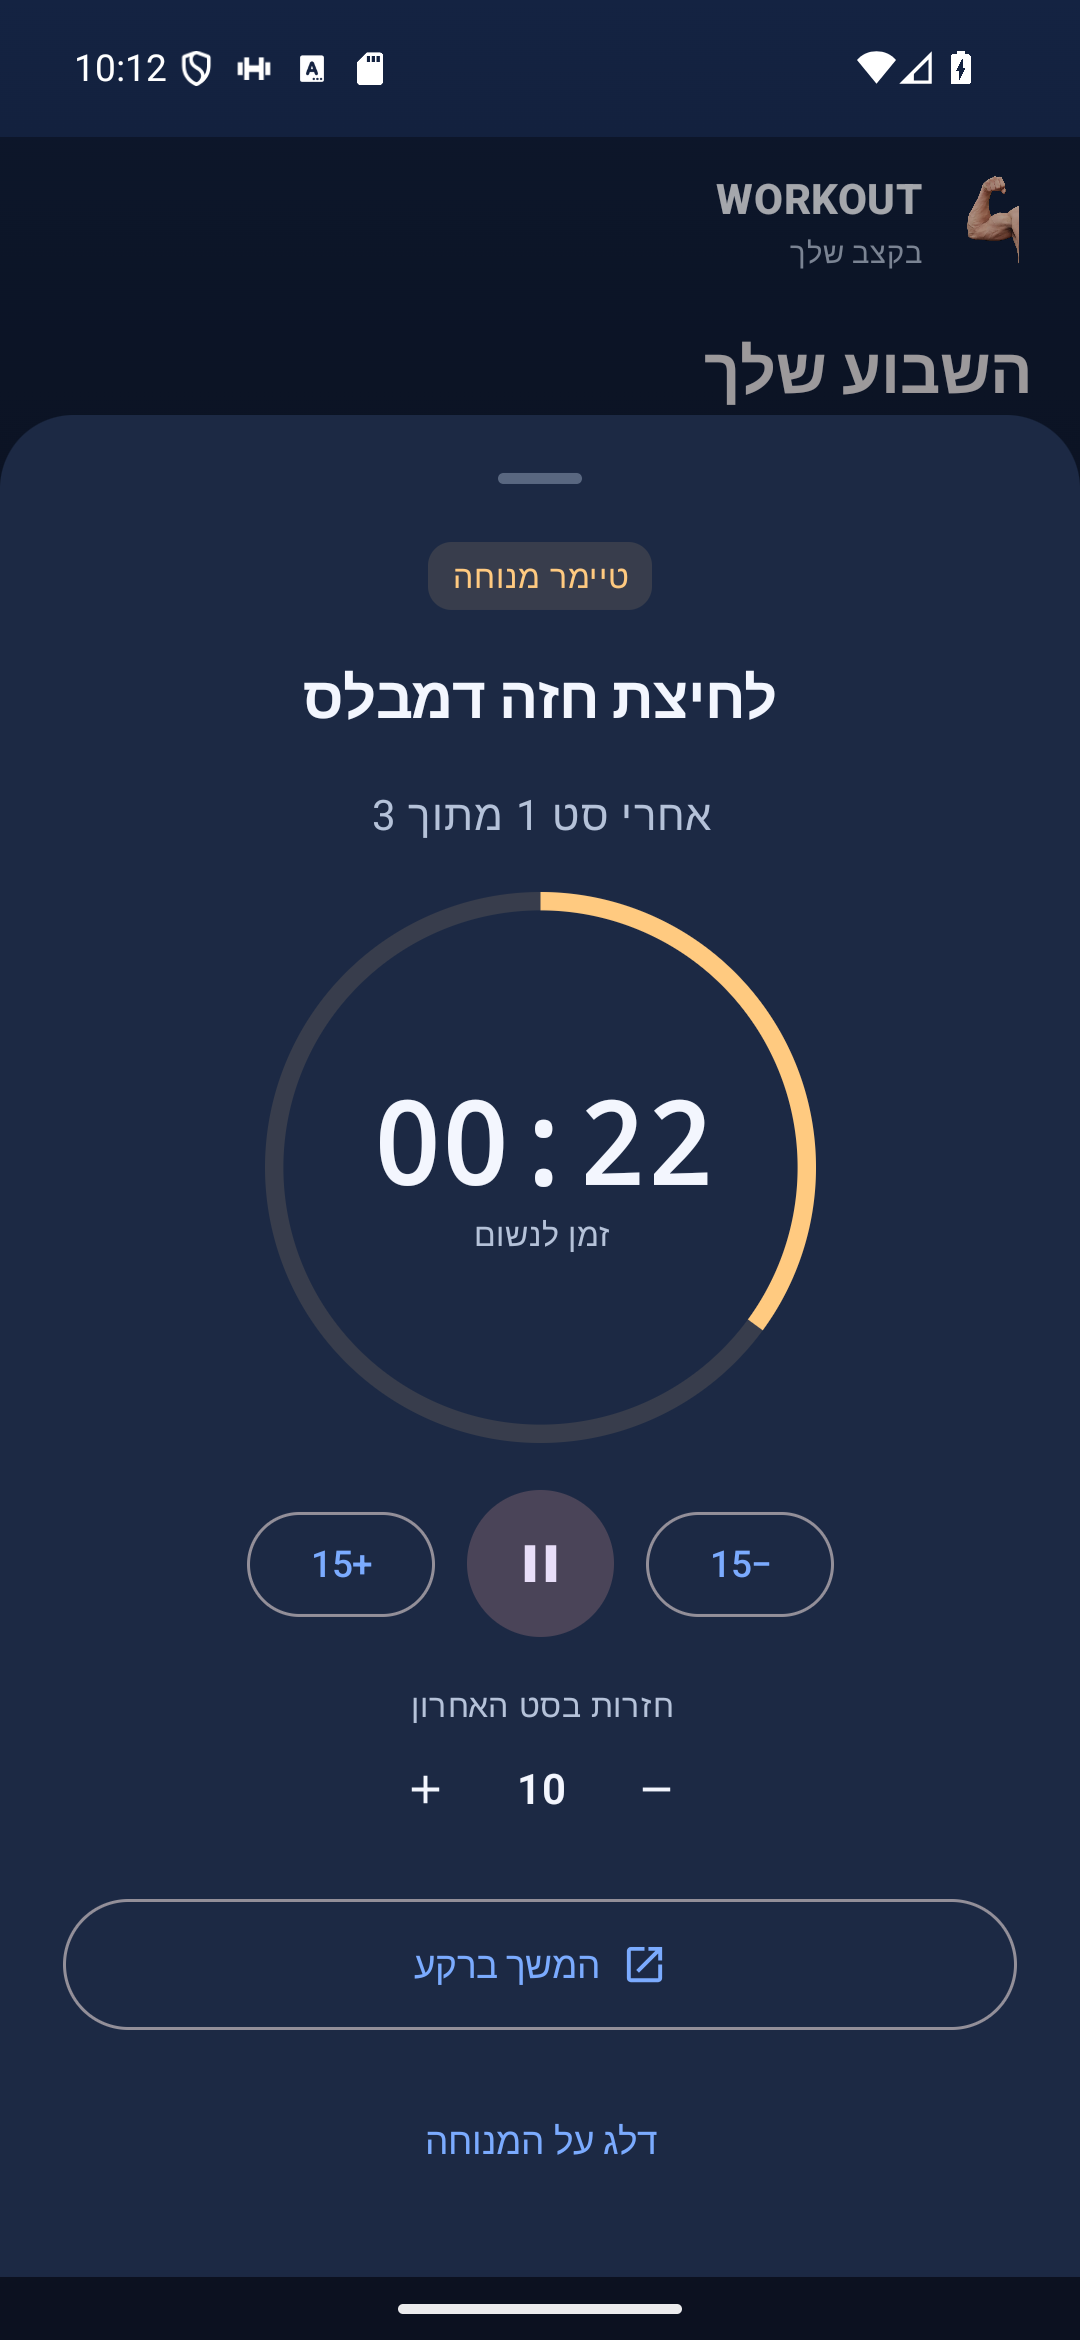 10:12
WORKOUT
בקצב שלך
השבוע שלך
טיימר מנוחה
לחיצת חזה דמבלס
אחרי סט 1 מתוך 3
00:22
זמן לנשום
15− 15+
חזרות בסט האחרון
− 10 +
המשך ברקע
דלג על המנוחה